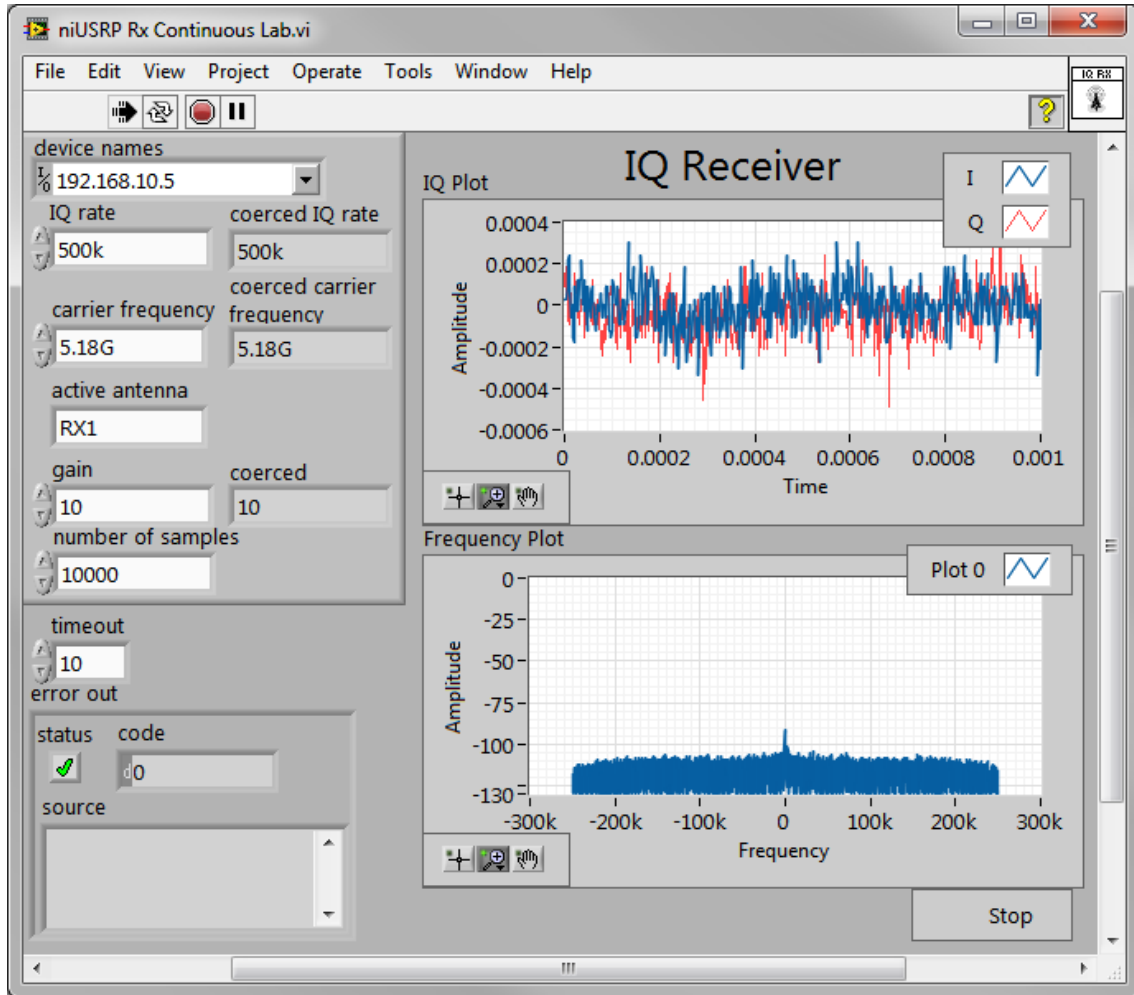 niUSRP Rx Continuous Lab.vi
File Edit View Project Operate Tools Window Help
IQ RX
device names
I/O 192.168.10.5
IQ rate
500k
coerced IQ rate
500k
carrier frequency
5.18G
coerced carrier
frequency
5.18G
active antenna
RX1
gain
10
coerced
10
number of samples
10000
timeout
10
error out
status
code
d0
source
IQ Receiver
IQ Plot
I
Q
Amplitude
0.0004
0.0002
0
-0.0002
-0.0004
-0.0006
0 0.0002 0.0004 0.0006 0.0008 0.001
Time
Frequency Plot
Plot 0
Amplitude
0
-25
-50
-75
-100
-130
-300k -200k -100k 0 100k 200k 300k
Frequency
Stop